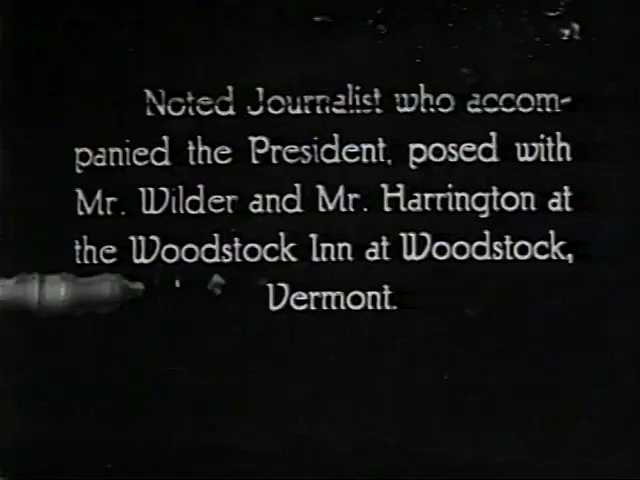 Noted Journalist who accom-
panied the President, posed with
Mr. Wilder and Mr. Harrington at
the Woodstock Inn at Woodstock,
Vermont.